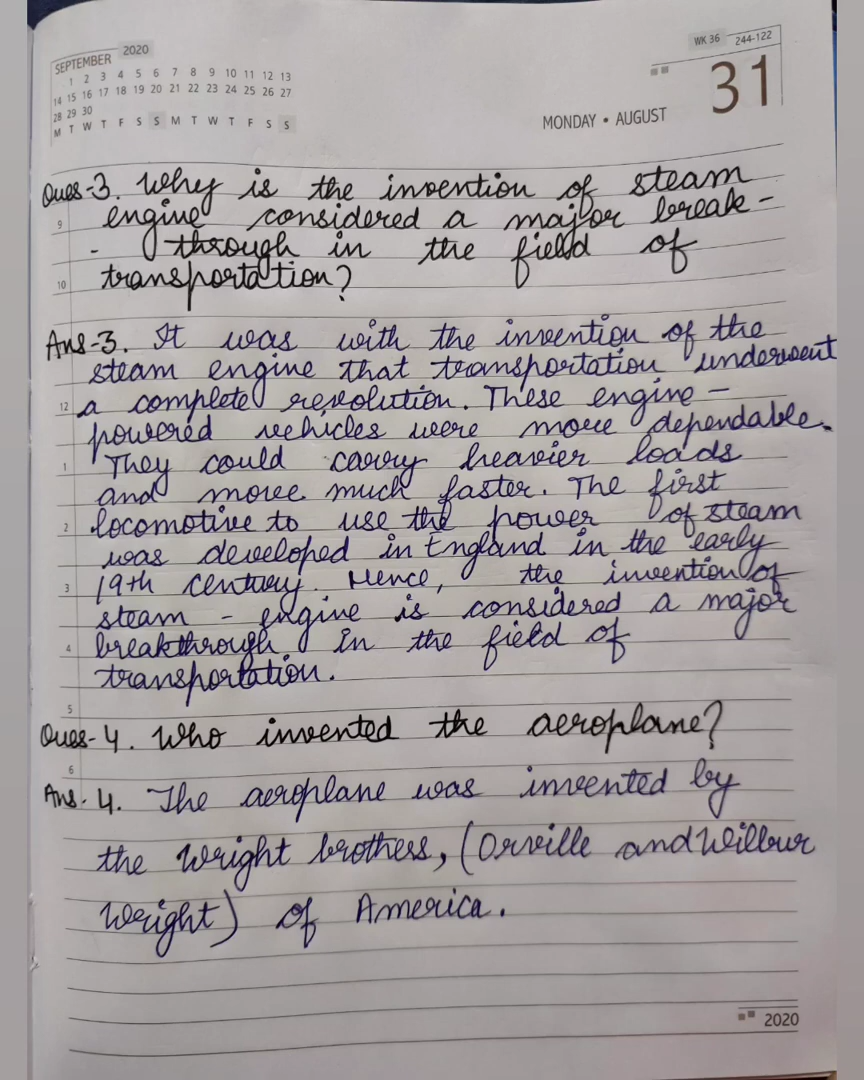 SEPTEMBER 2020
1 2 3 4 5 6 7 8 9 10 11 12 13
14 15 16 17 18 19 20 21 22 23 24 25 26 27
28 29 30
M T W T F S S M T W T F S S
WK 36 244-122
31
MONDAY • AUGUST
Ques-3. Why is the invention of steam
9 engine considered a major break-
- through in the field of
10 transportation?
Ans-3. It was with the invention of the
steam engine that transportation underwent
12 a complete revolution. These engine-
powered vehicles were more dependable.
1 They could carry heavier loads
and move much faster. The first
2 locomotive to use the power of steam
was developed in England in the early
3 19th century. Hence, the invention of
steam - engine is considered a major
4 breakthrough in the field of
transportation.
5
Ques-4. Who invented the aeroplane?
6
Ans-4. The aeroplane was invented by
the Wright brothers, (Orville and Wilbur
Wright) of America.
2020